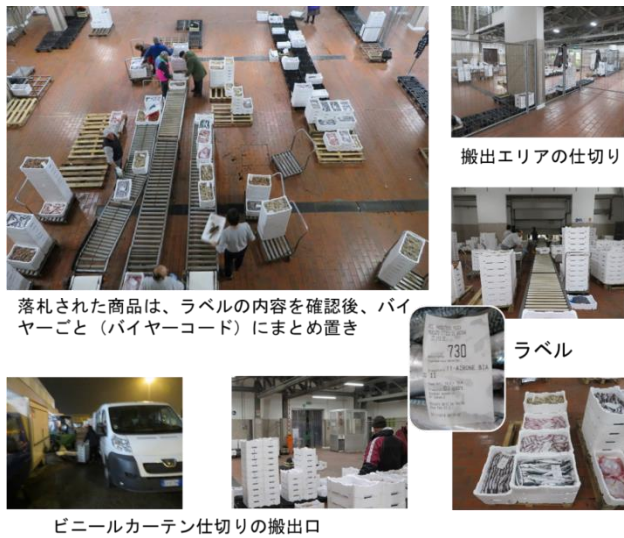 落札された商品は、ラベルの内容を確認後、バイ
ヤーごと（バイヤーコード）にまとめ置き
搬出エリアの仕切り
730
ラベル
ビニールカーテン仕切りの搬出口